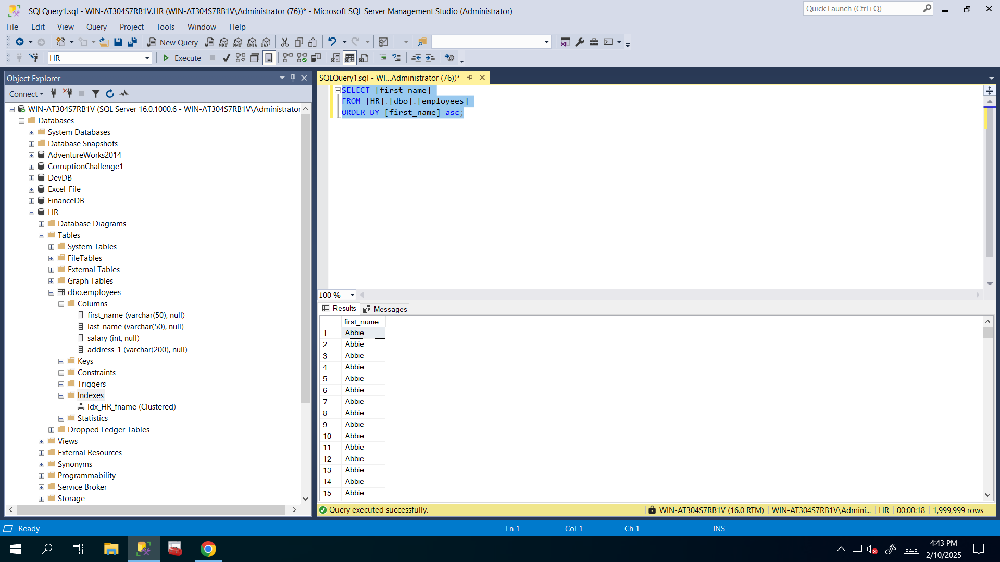 SQLQuery1.sql - WIN-AT304S7RB1V.HR (WIN-AT304S7RB1V\Administrator (76))* - Microsoft SQL Server Management Studio (Administrator)
Quick Launch (Ctrl+Q)
File Edit View Query Project Tools Window Help
New Query MDX DMX XMLA DAX
HR Execute
Object Explorer
Connect
WIN-AT304S7RB1V (SQL Server 16.0.1000.6 - WIN-AT304S7RB1V\Administrator
Databases
System Databases
Database Snapshots
AdventureWorks2014
CorruptionChallenge1
DevDB
Excel_File
FinanceDB
HR
Database Diagrams
Tables
System Tables
FileTables
External Tables
Graph Tables
dbo.employees
Columns
first_name (varchar(50), null)
last_name (varchar(50), null)
salary (int, null)
address_1 (varchar(200), null)
Keys
Constraints
Triggers
Indexes
Idx_HR_fname (Clustered)
Statistics
Dropped Ledger Tables
Views
External Resources
Synonyms
Programmability
Service Broker
Storage
SQLQuery1.sql - WI...Administrator (76))*
SELECT [first_name]
FROM [HR].[dbo].[employees]
ORDER BY [first_name] asc;
100 %
Results Messages
first_name
1 Abbie
2 Abbie
3 Abbie
4 Abbie
5 Abbie
6 Abbie
7 Abbie
8 Abbie
9 Abbie
10 Abbie
11 Abbie
12 Abbie
13 Abbie
14 Abbie
15 Abbie
Query executed successfully. WIN-AT304S7RB1V (16.0 RTM) WIN-AT304S7RB1V\Admini... HR 00:00:18 1,999,999 rows
Ready Ln 1 Col 1 Ch 1 INS
4:43 PM
2/10/2025